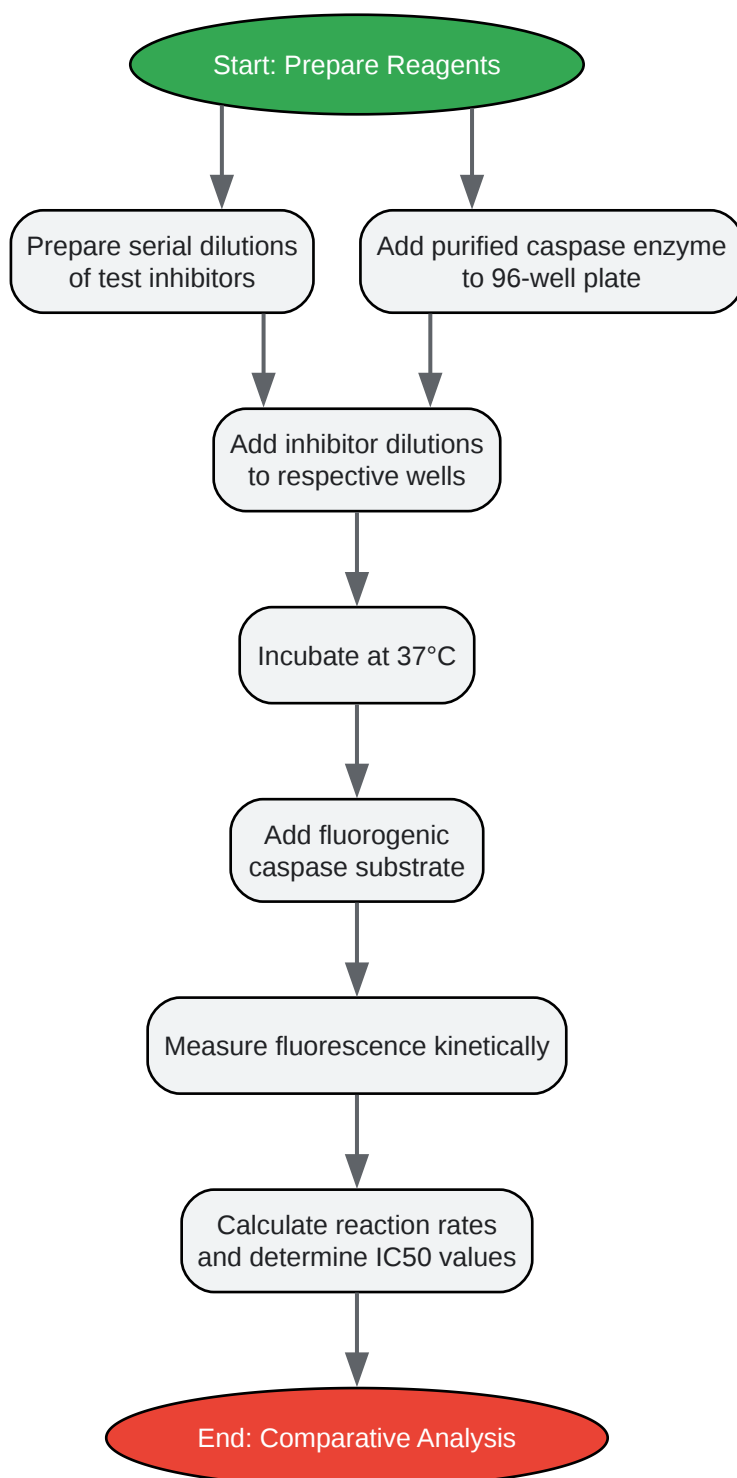 Start: Prepare Reagents
Prepare serial dilutions
of test inhibitors
Add purified caspase enzyme
to 96-well plate
Add inhibitor dilutions
to respective wells
Incubate at 37°C
Add fluorogenic
caspase substrate
Measure fluorescence kinetically
Calculate reaction rates
and determine IC50 values
End: Comparative Analysis